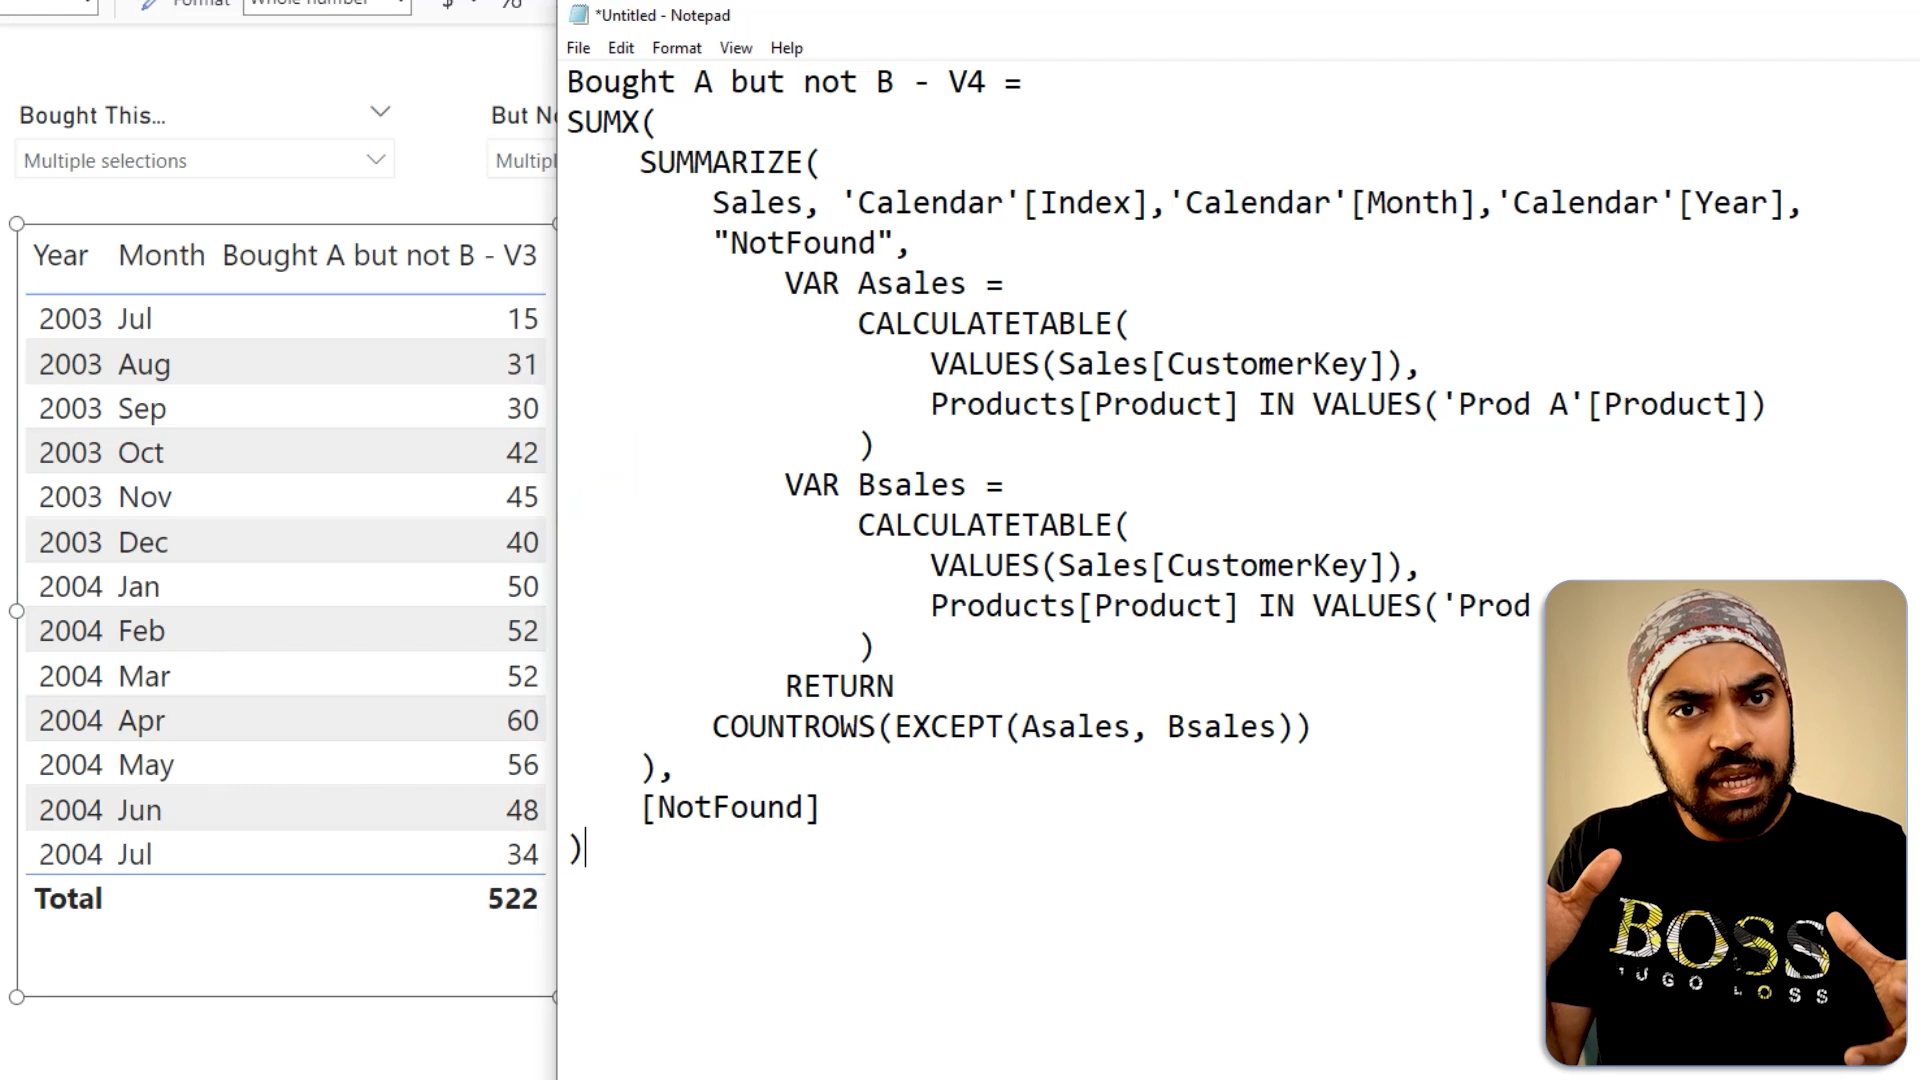 Format
Whole number
$
%
Bought This...
Multiple selections
But N
Multipl
Year Month Bought A but not B - V3
2003 Jul 15
2003 Aug 31
2003 Sep 30
2003 Oct 42
2003 Nov 45
2003 Dec 40
2004 Jan 50
2004 Feb 52
2004 Mar 52
2004 Apr 60
2004 May 56
2004 Jun 48
2004 Jul 34
Total 522
*Untitled - Notepad
File Edit Format View Help
Bought A but not B - V4 =
SUMX(
SUMMARIZE(
Sales, 'Calendar'[Index],'Calendar'[Month],'Calendar'[Year],
"NotFound",
VAR Asales =
CALCULATETABLE(
VALUES(Sales[CustomerKey]),
Products[Product] IN VALUES('Prod A'[Product])
)
VAR Bsales =
CALCULATETABLE(
VALUES(Sales[CustomerKey]),
Products[Product] IN VALUES('Prod
)
RETURN
COUNTROWS(EXCEPT(Asales, Bsales))
),
[NotFound]
)
BOSS